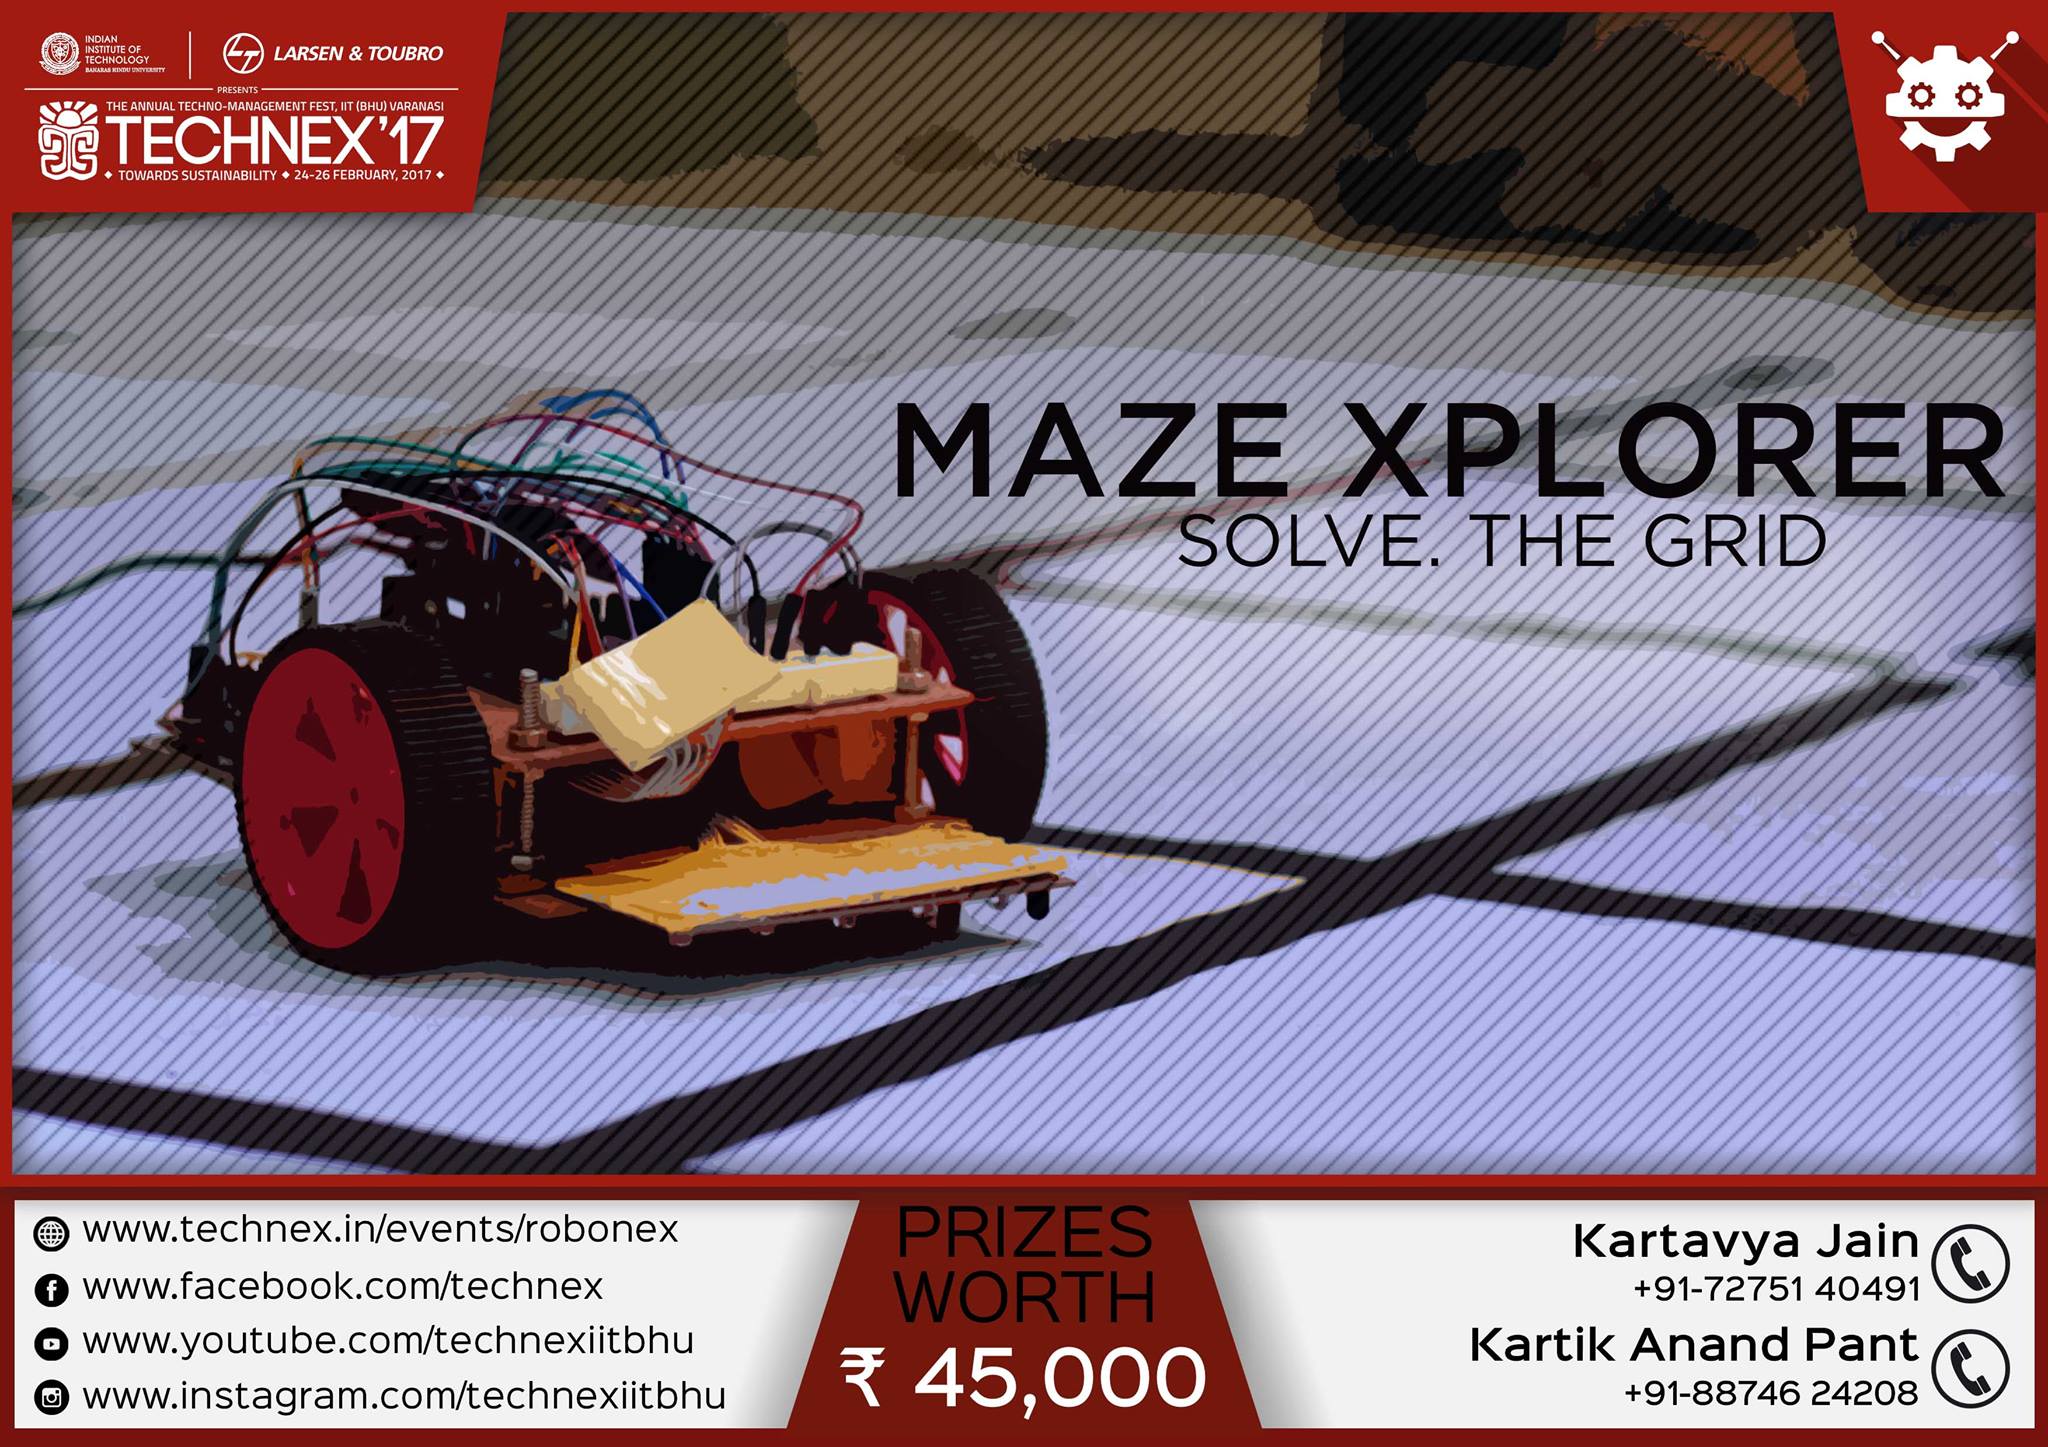 INDIAN
INSTITUTE OF
TECHNOLOGY
BANARAS HINDU UNIVERSITY
LARSEN & TOUBRO
PRESENTS
THE ANNUAL TECHNO-MANAGEMENT FEST, IIT (BHU) VARANASI
TECHNEX'17
TOWARDS SUSTAINABILITY ◆ 24-26 FEBRUARY, 2017
MAZE XPLORER
SOLVE. THE GRID
www.technex.in/events/robonex
www.facebook.com/technex
www.youtube.com/technexiitbhu
www.instagram.com/technexiitbhu
PRIZES
WORTH
₹ 45,000
Kartavya Jain
+91-72751 40491
Kartik Anand Pant
+91-88746 24208